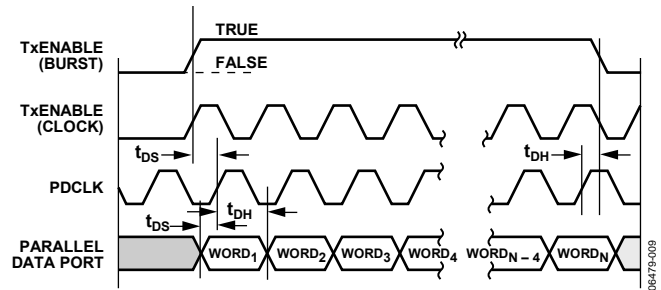 TxENABLE
(BURST)
TRUE
FALSE
TxENABLE
(CLOCK)
tDS
tDH
PDCLK
tDS
tDH
PARALLEL
DATA PORT
WORD1
WORD2
WORD3
WORD4
WORDN – 4
WORDN
06479-009